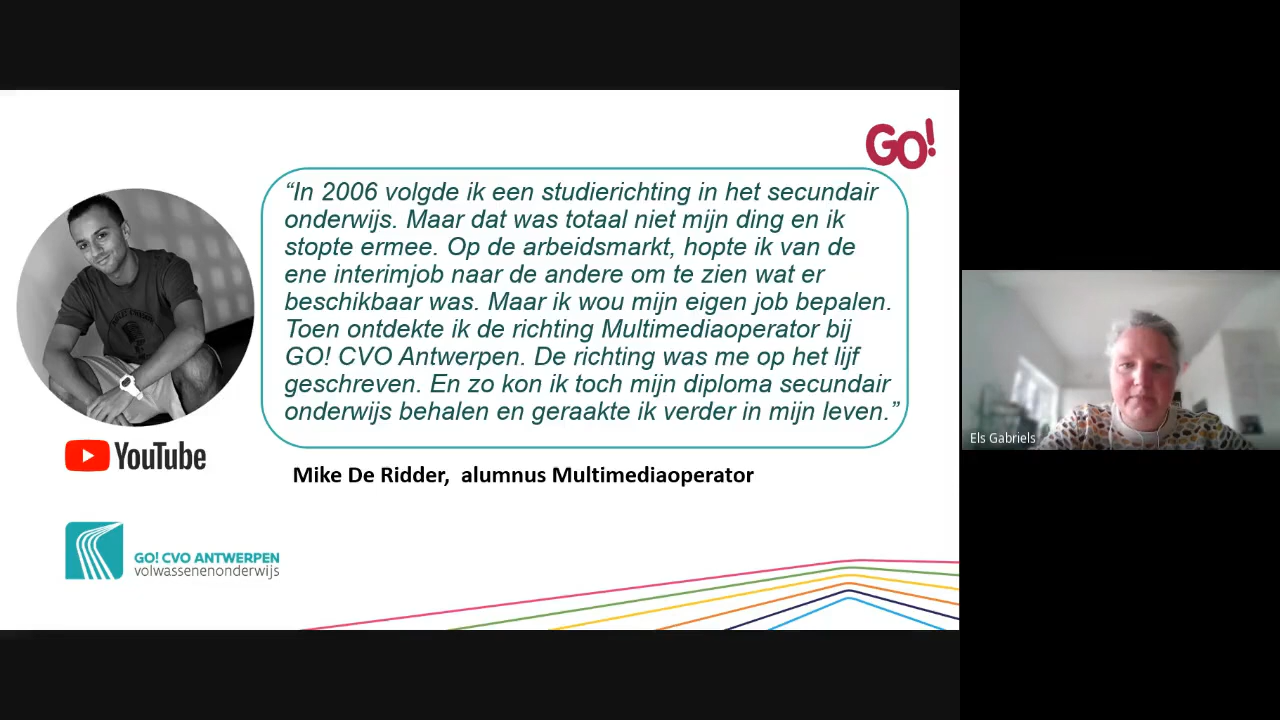 GO!
“In 2006 volgde ik een studierichting in het secundair
onderwijs. Maar dat was totaal niet mijn ding en ik
stopte ermee. Op de arbeidsmarkt, hopte ik van de
ene interimjob naar de andere om te zien wat er
beschikbaar was. Maar ik wou mijn eigen job bepalen.
Toen ontdekte ik de richting Multimediaoperator bij
GO! CVO Antwerpen. De richting was me op het lijf
geschreven. En zo kon ik toch mijn diploma secundair
onderwijs behalen en geraakte ik verder in mijn leven.”
YouTube
Mike De Ridder, alumnus Multimediaoperator
GO! CVO ANTWERPEN
volwassenenonderwijs
Els Gabriels